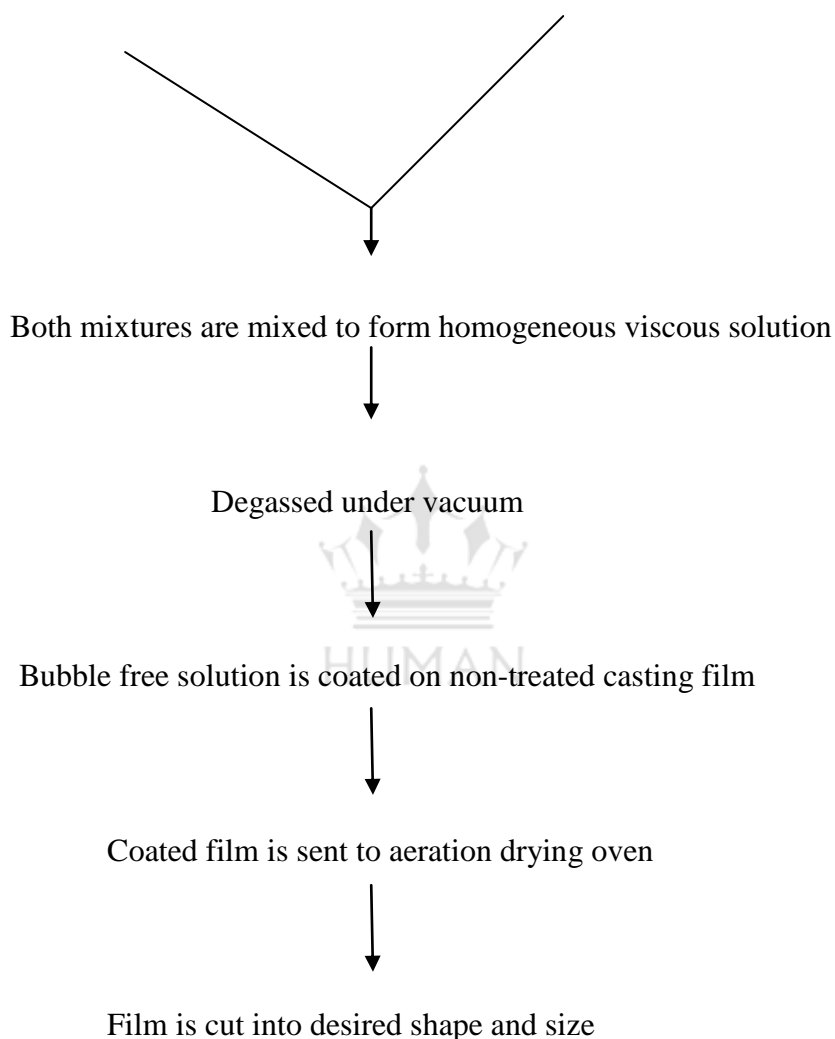 Both mixtures are mixed to form homogeneous viscous solution
Degassed under vacuum
HUMAN
Bubble free solution is coated on non-treated casting film
Coated film is sent to aeration drying oven
Film is cut into desired shape and size